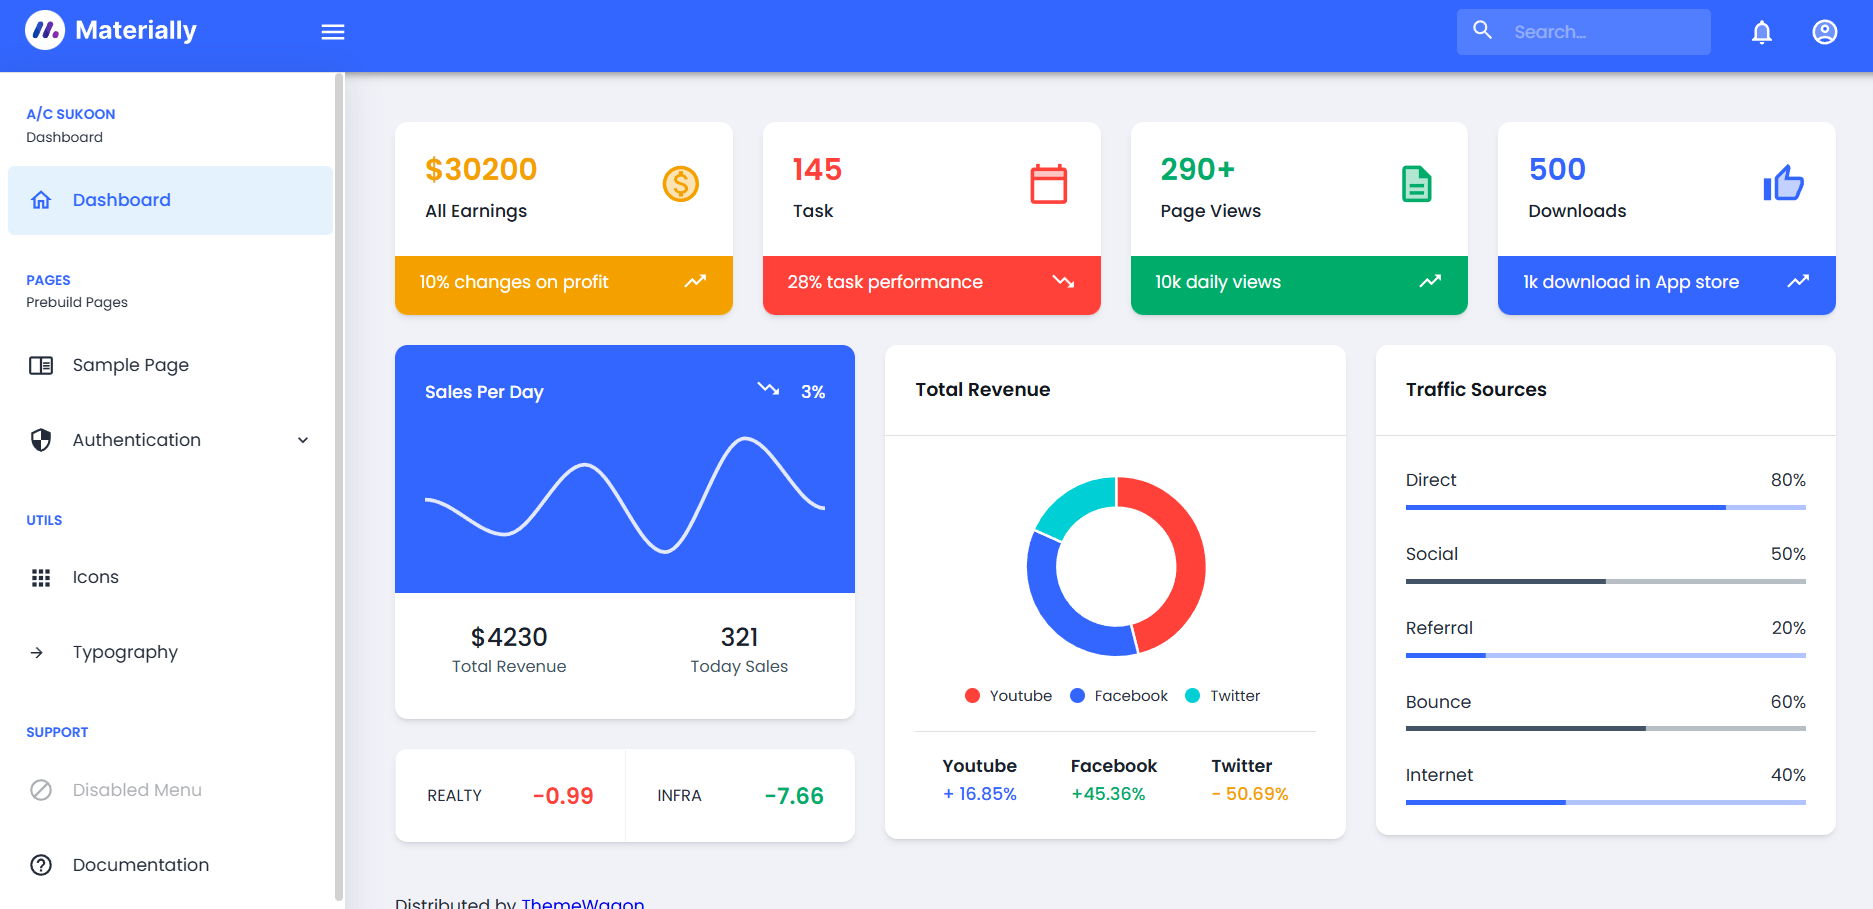 Materially
Search...
A/C SUKOON
Dashboard
Dashboard
PAGES
Prebuild Pages
Sample Page
Authentication
UTILS
Icons
Typography
SUPPORT
Disabled Menu
Documentation
$30200
All Earnings
10% changes on profit
145
Task
28% task performance
290+
Page Views
10k daily views
500
Downloads
1k download in App store
Sales Per Day 3%
$4230
Total Revenue
321
Today Sales
REALTY -0.99
INFRA -7.66
Total Revenue
Youtube Facebook Twitter
Youtube
+ 16.85%
Facebook
+45.36%
Twitter
- 50.69%
Traffic Sources
Direct 80%
Social 50%
Referral 20%
Bounce 60%
Internet 40%
Distributed by ThemeWagon